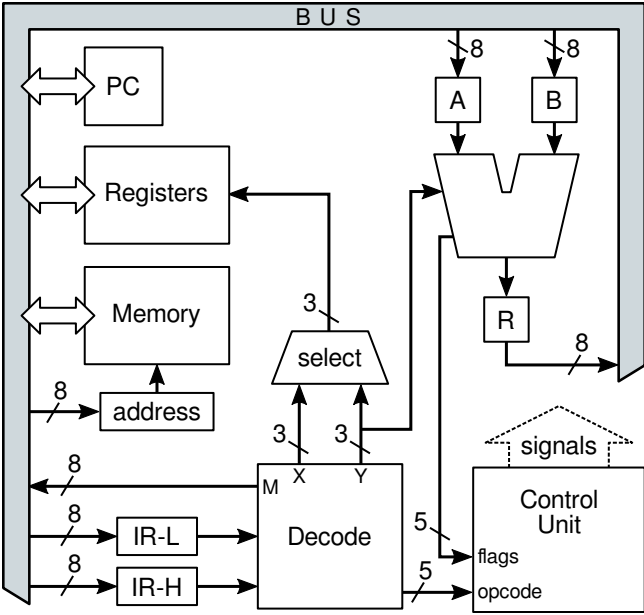 BUS
8
8
PC
A
B
Registers
Memory
3
R
select
8
8
address
signals
3
3
8
M
X
Y
Control
Unit
8
IR-L
Decode
5
flags
8
IR-H
5
opcode